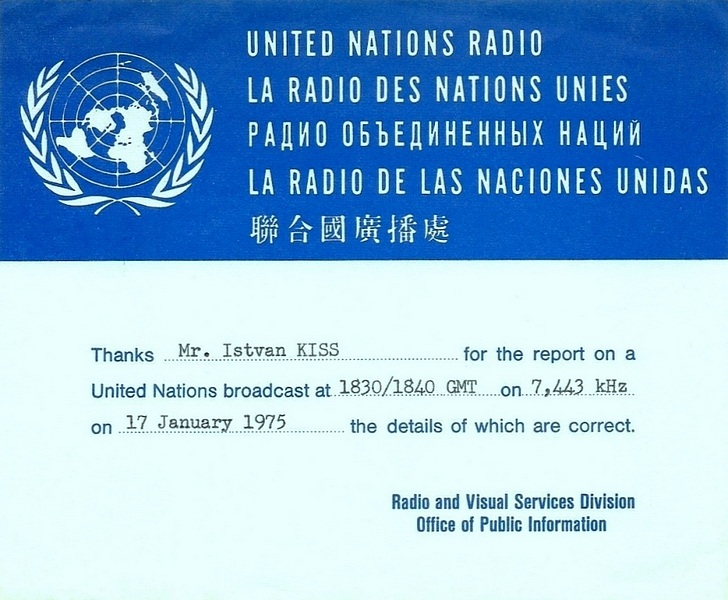 UNITED NATIONS RADIO
LA RADIO DES NATIONS UNIES
РАДИО ОБЪЕДИНЕННЫХ НАЦИЙ
LA RADIO DE LAS NACIONES UNIDAS
聯合國廣播處
Thanks Mr. Istvan KISS for the report on a
United Nations broadcast at 1830/1840 GMT on 7,443 kHz
on 17 January 1975 the details of which are correct.
Radio and Visual Services Division
Office of Public Information